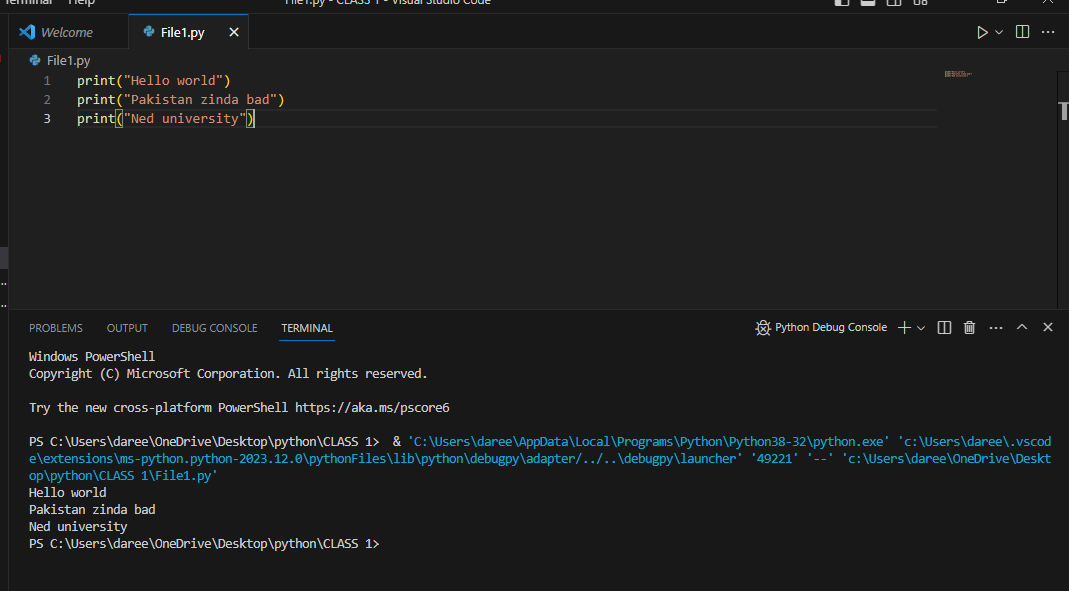 Terminal Help File1.py - CLASS 1 - Visual Studio Code
Welcome File1.py
File1.py
1 print("Hello world")
2 print("Pakistan zinda bad")
3 print("Ned university")
PROBLEMS OUTPUT DEBUG CONSOLE TERMINAL Python Debug Console
Windows PowerShell
Copyright (C) Microsoft Corporation. All rights reserved.
Try the new cross-platform PowerShell https://aka.ms/pscore6
PS C:\Users\daree\OneDrive\Desktop\python\CLASS 1>  & 'C:\Users\daree\AppData\Local\Programs\Python\Python38-32\python.exe' 'c:\Users\daree\.vscod
e\extensions\ms-python.python-2023.12.0\pythonFiles\lib\python\debugpy\adapter/../..\debugpy\launcher' '49221' '--' 'c:\Users\daree\OneDrive\Deskt
op\python\CLASS 1\File1.py'
Hello world
Pakistan zinda bad
Ned university
PS C:\Users\daree\OneDrive\Desktop\python\CLASS 1>